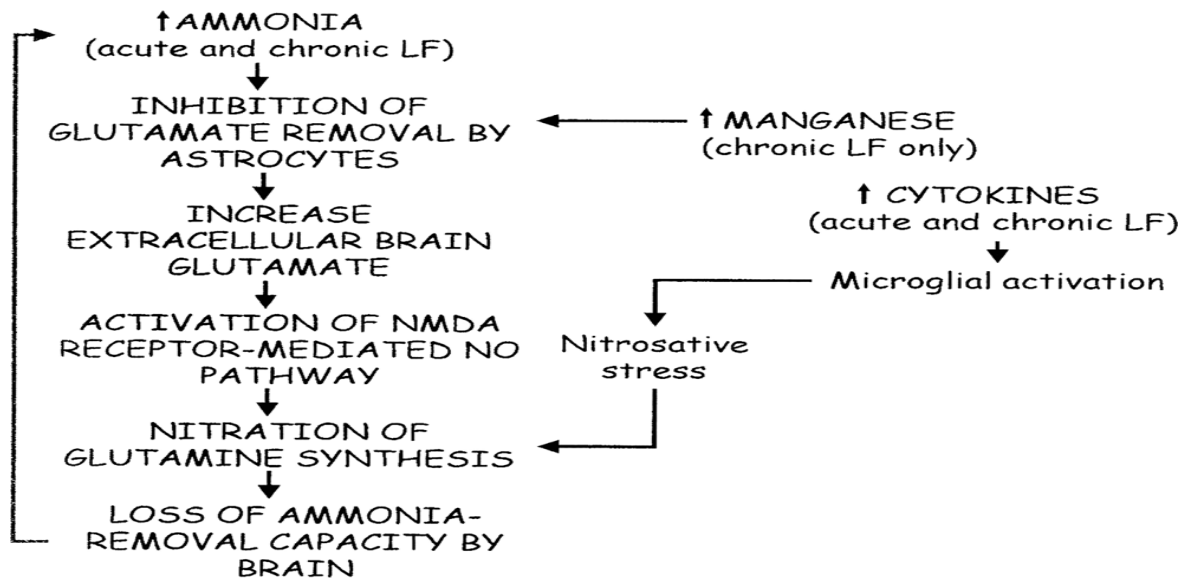 ↑AMMONIA
(acute and chronic LF)
INHIBITION OF
GLUTAMATE REMOVAL BY
ASTROCYTES
↑ MANGANESE
(chronic LF only)
INCREASE
EXTRACELLULAR BRAIN
GLUTAMATE
↑ CYTOKINES
(acute and chronic LF)
Microglial activation
ACTIVATION OF NMDA
RECEPTOR-MEDIATED NO
PATHWAY
Nitrosative
stress
NITRATION OF
GLUTAMINE SYNTHESIS
LOSS OF AMMONIA-
REMOVAL CAPACITY BY
BRAIN